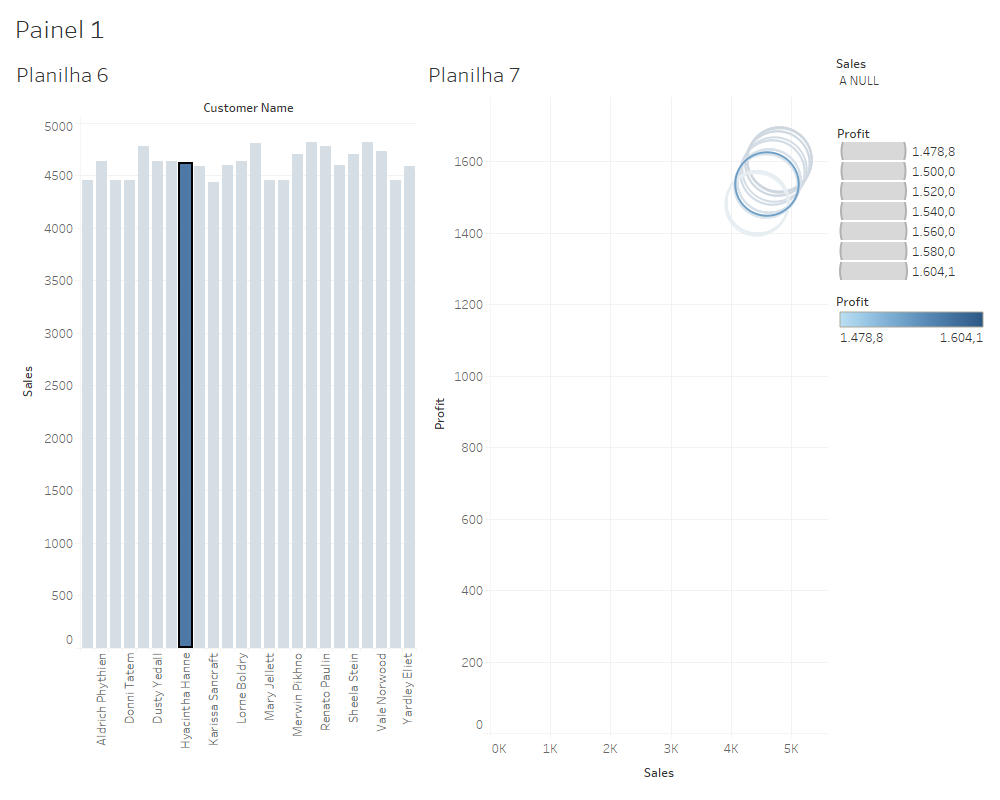 Painel 1
Planilha 6
Customer Name
5000
4500
4000
3500
3000
2500
2000
1500
1000
500
0
Sales
Aldrich Phythien
Donni Tatem
Dusty Yedall
Hyacintha Hanne
Karissa Sancraft
Lorne Boldry
Mary Jellett
Merwin Pikhno
Renato Paulin
Sheela Stein
Vale Norwood
Yardley Eliet
Planilha 7
1600
1400
1200
1000
800
600
400
200
0
Profit
0K 1K 2K 3K 4K 5K
Sales
Sales
A NULL
Profit
1.478,8
1.500,0
1.520,0
1.540,0
1.560,0
1.580,0
1.604,1
Profit
1.478,8 1.604,1